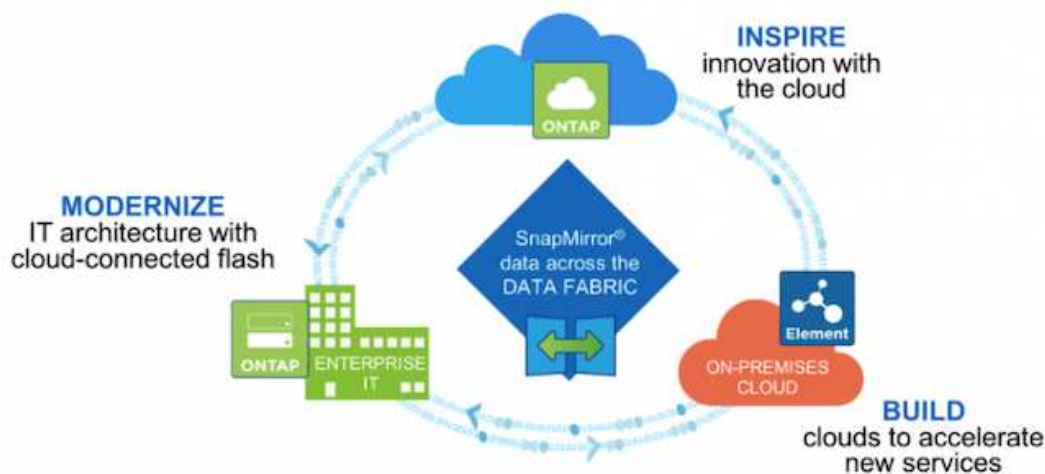 INSPIRE
innovation with
the cloud
ONTAP
MODERNIZE
IT architecture with
cloud-connected flash
SnapMirror®
data across the
DATA FABRIC
ONTAP
ENTERPRISE
IT
Element
ON-PREMISES
CLOUD
BUILD
clouds to accelerate
new services